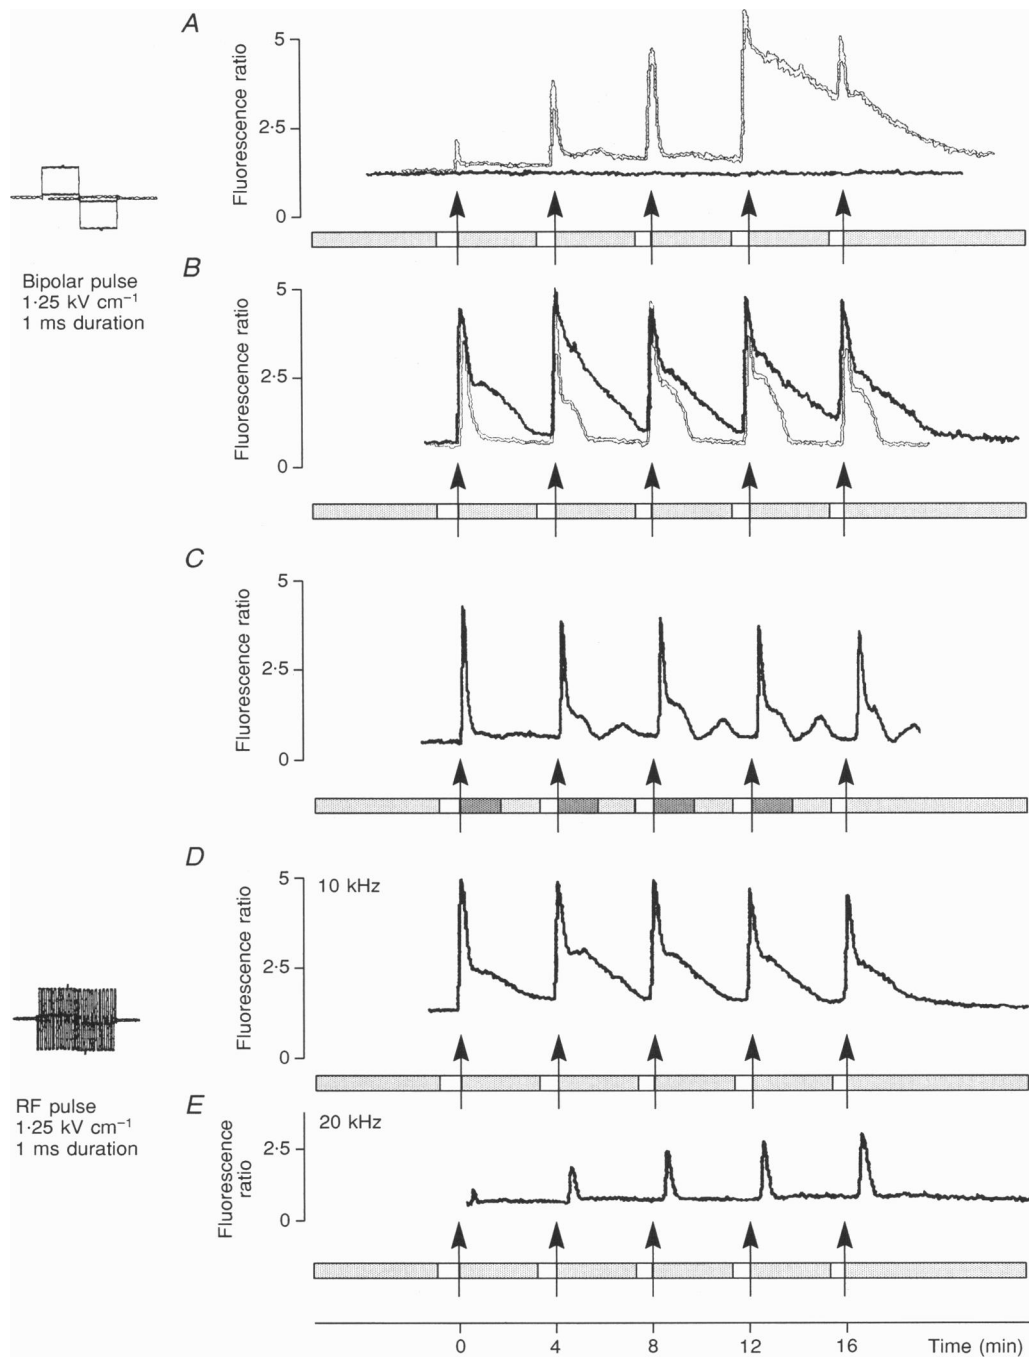 A
Fluorescence ratio
5
2·5
0
Bipolar pulse
1·25 kV cm⁻¹
1 ms duration
B
Fluorescence ratio
5
2·5
0
C
Fluorescence ratio
5
2·5
0
D
10 kHz
Fluorescence ratio
5
2·5
0
RF pulse
1·25 kV cm⁻¹
1 ms duration
E
20 kHz
Fluorescence
ratio
2·5
0
0 4 8 12 16 Time (min)